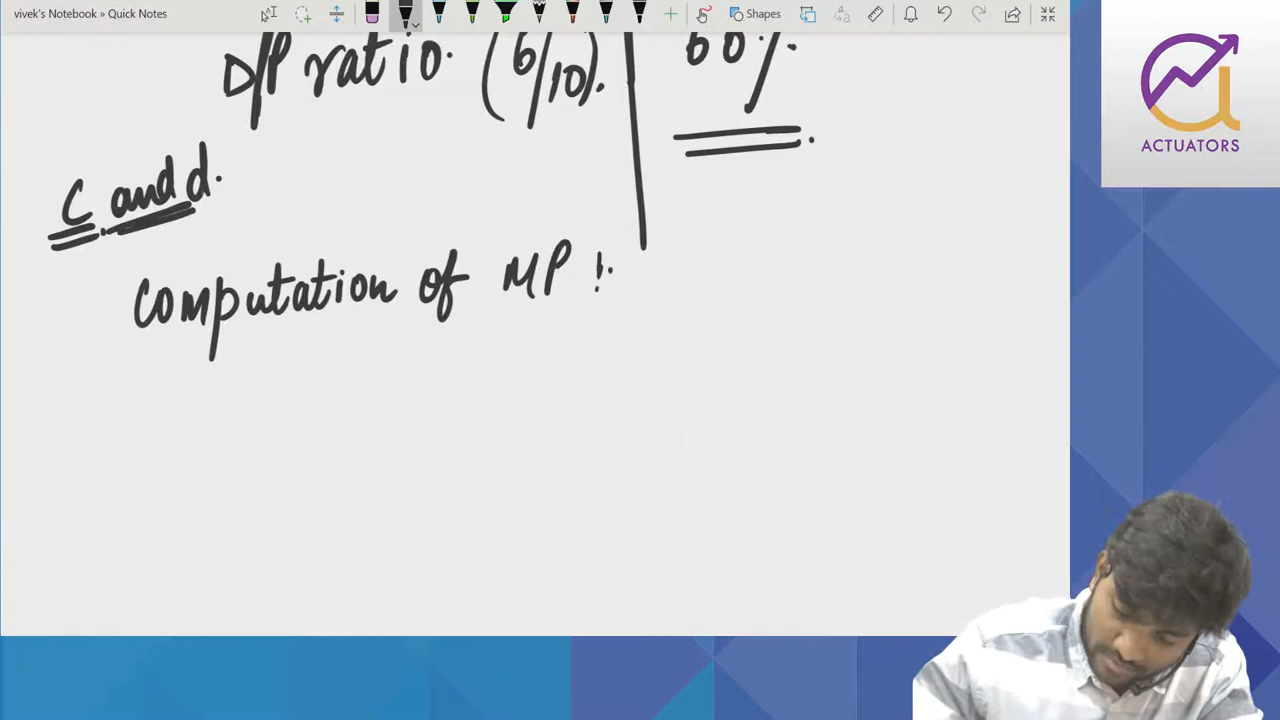 vivek's Notebook » Quick Notes
Shapes
D/P ratio. (6/10). 60%.
C. and d.
Computation of MP :.
ACTUATORS